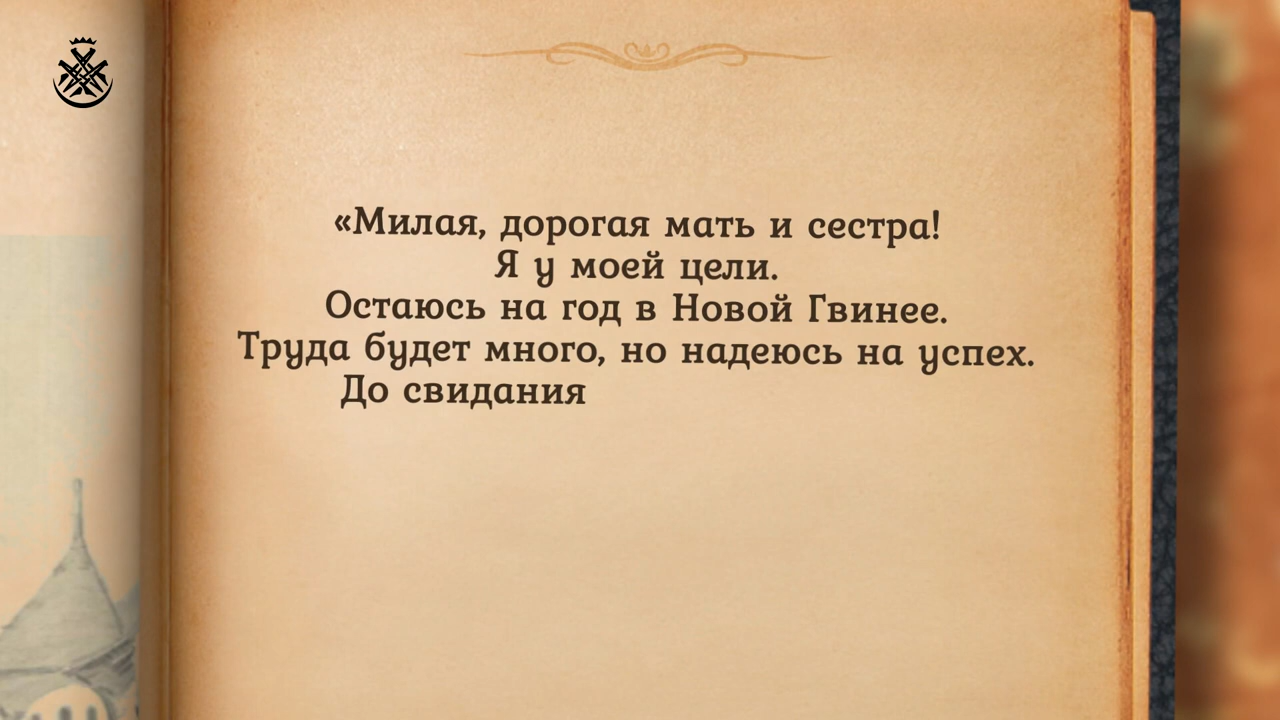 «Милая, дорогая мать и сестра!
Я у моей цели.
Остаюсь на год в Новой Гвинее.
Труда будет много, но надеюсь на успех.
До свидания